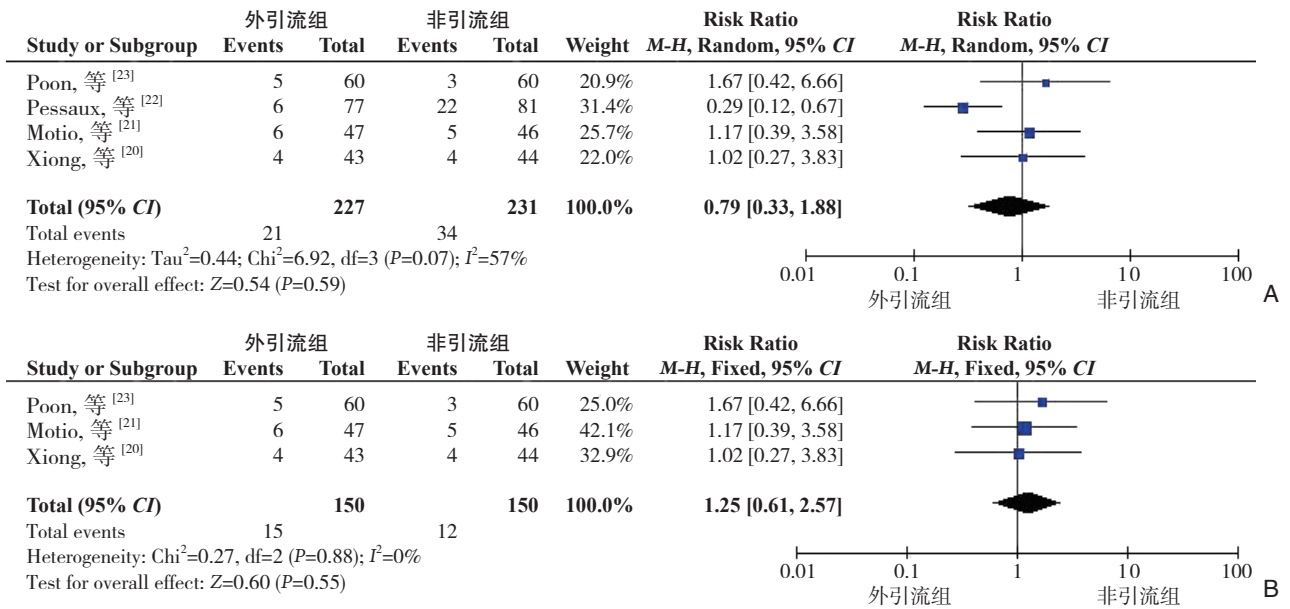 外引流组 非引流组 Risk Ratio Risk Ratio
Study or Subgroup Events Total Events Total Weight M-H, Random, 95% CI M-H, Random, 95% CI
Poon, 等 [23] 5 60 3 60 20.9% 1.67 [0.42, 6.66]
Pessaux, 等 [22] 6 77 22 81 31.4% 0.29 [0.12, 0.67]
Motio, 等 [21] 6 47 5 46 25.7% 1.17 [0.39, 3.58]
Xiong, 等 [20] 4 43 4 44 22.0% 1.02 [0.27, 3.83]
Total (95% CI) 227 231 100.0% 0.79 [0.33, 1.88]
Total events 21 34
Heterogeneity: Tau²=0.44; Chi²=6.92, df=3 (P=0.07); I²=57%
Test for overall effect: Z=0.54 (P=0.59)
0.01 0.1 1 10 100
外引流组 非引流组 A
外引流组 非引流组 Risk Ratio Risk Ratio
Study or Subgroup Events Total Events Total Weight M-H, Fixed, 95% CI M-H, Fixed, 95% CI
Poon, 等 [23] 5 60 3 60 25.0% 1.67 [0.42, 6.66]
Motio, 等 [21] 6 47 5 46 42.1% 1.17 [0.39, 3.58]
Xiong, 等 [20] 4 43 4 44 32.9% 1.02 [0.27, 3.83]
Total (95% CI) 150 150 100.0% 1.25 [0.61, 2.57]
Total events 15 12
Heterogeneity: Chi²=0.27, df=2 (P=0.88); I²=0%
Test for overall effect: Z=0.60 (P=0.55)
0.01 0.1 1 10 100
外引流组 非引流组 B